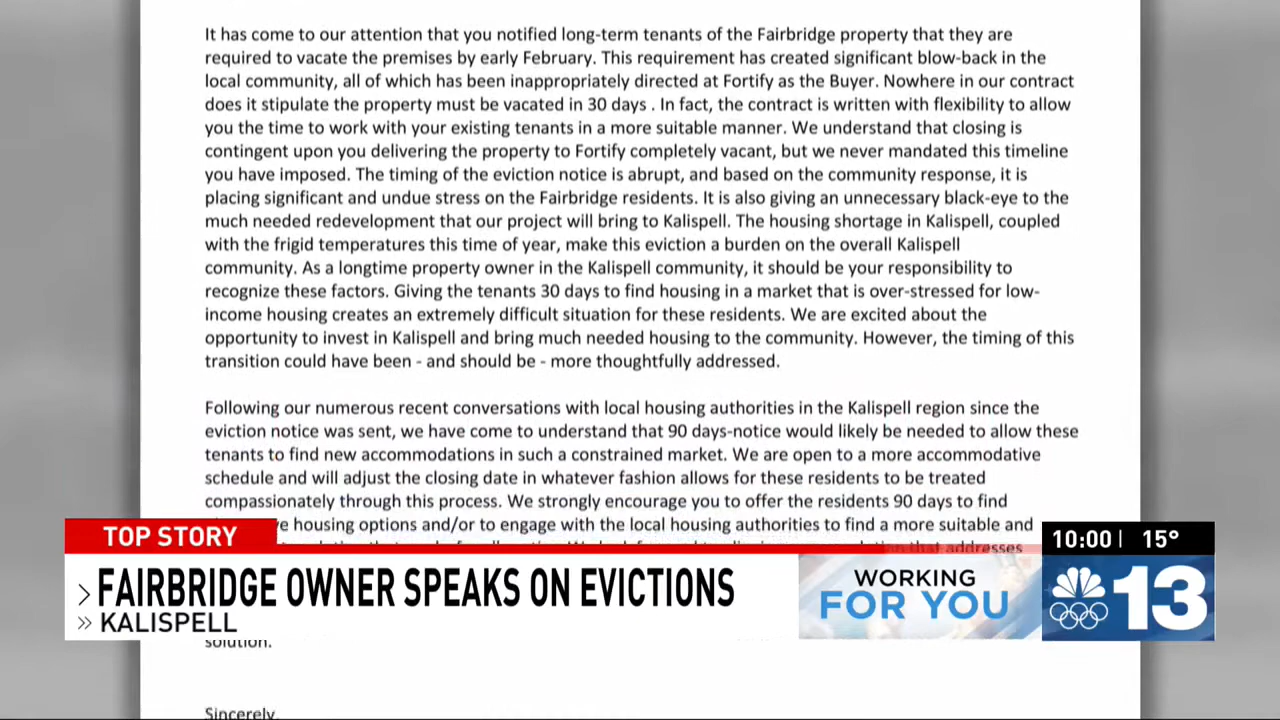 It has come to our attention that you notified long-term tenants of the Fairbridge property that they are
required to vacate the premises by early February. This requirement has created significant blow-back in the
local community, all of which has been inappropriately directed at Fortify as the Buyer. Nowhere in our contract
does it stipulate the property must be vacated in 30 days . In fact, the contract is written with flexibility to allow
you the time to work with your existing tenants in a more suitable manner. We understand that closing is
contingent upon you delivering the property to Fortify completely vacant, but we never mandated this timeline
you have imposed. The timing of the eviction notice is abrupt, and based on the community response, it is
placing significant and undue stress on the Fairbridge residents. It is also giving an unnecessary black-eye to the
much needed redevelopment that our project will bring to Kalispell. The housing shortage in Kalispell, coupled
with the frigid temperatures this time of year, make this eviction a burden on the overall Kalispell
community. As a longtime property owner in the Kalispell community, it should be your responsibility to
recognize these factors. Giving the tenants 30 days to find housing in a market that is over-stressed for low-
income housing creates an extremely difficult situation for these residents. We are excited about the
opportunity to invest in Kalispell and bring much needed housing to the community. However, the timing of this
transition could have been - and should be - more thoughtfully addressed.
Following our numerous recent conversations with local housing authorities in the Kalispell region since the
eviction notice was sent, we have come to understand that 90 days-notice would likely be needed to allow these
tenants to find new accommodations in such a constrained market. We are open to a more accommodative
schedule and will adjust the closing date in whatever fashion allows for these residents to be treated
compassionately through this process. We strongly encourage you to offer the residents 90 days to find
housing options and/or to engage with the local housing authorities to find a more suitable and
that addresses
TOP STORY
10:00 15°
FAIRBRIDGE OWNER SPEAKS ON EVICTIONS
KALISPELL
WORKING
FOR YOU
13
solution.
Sincerely,